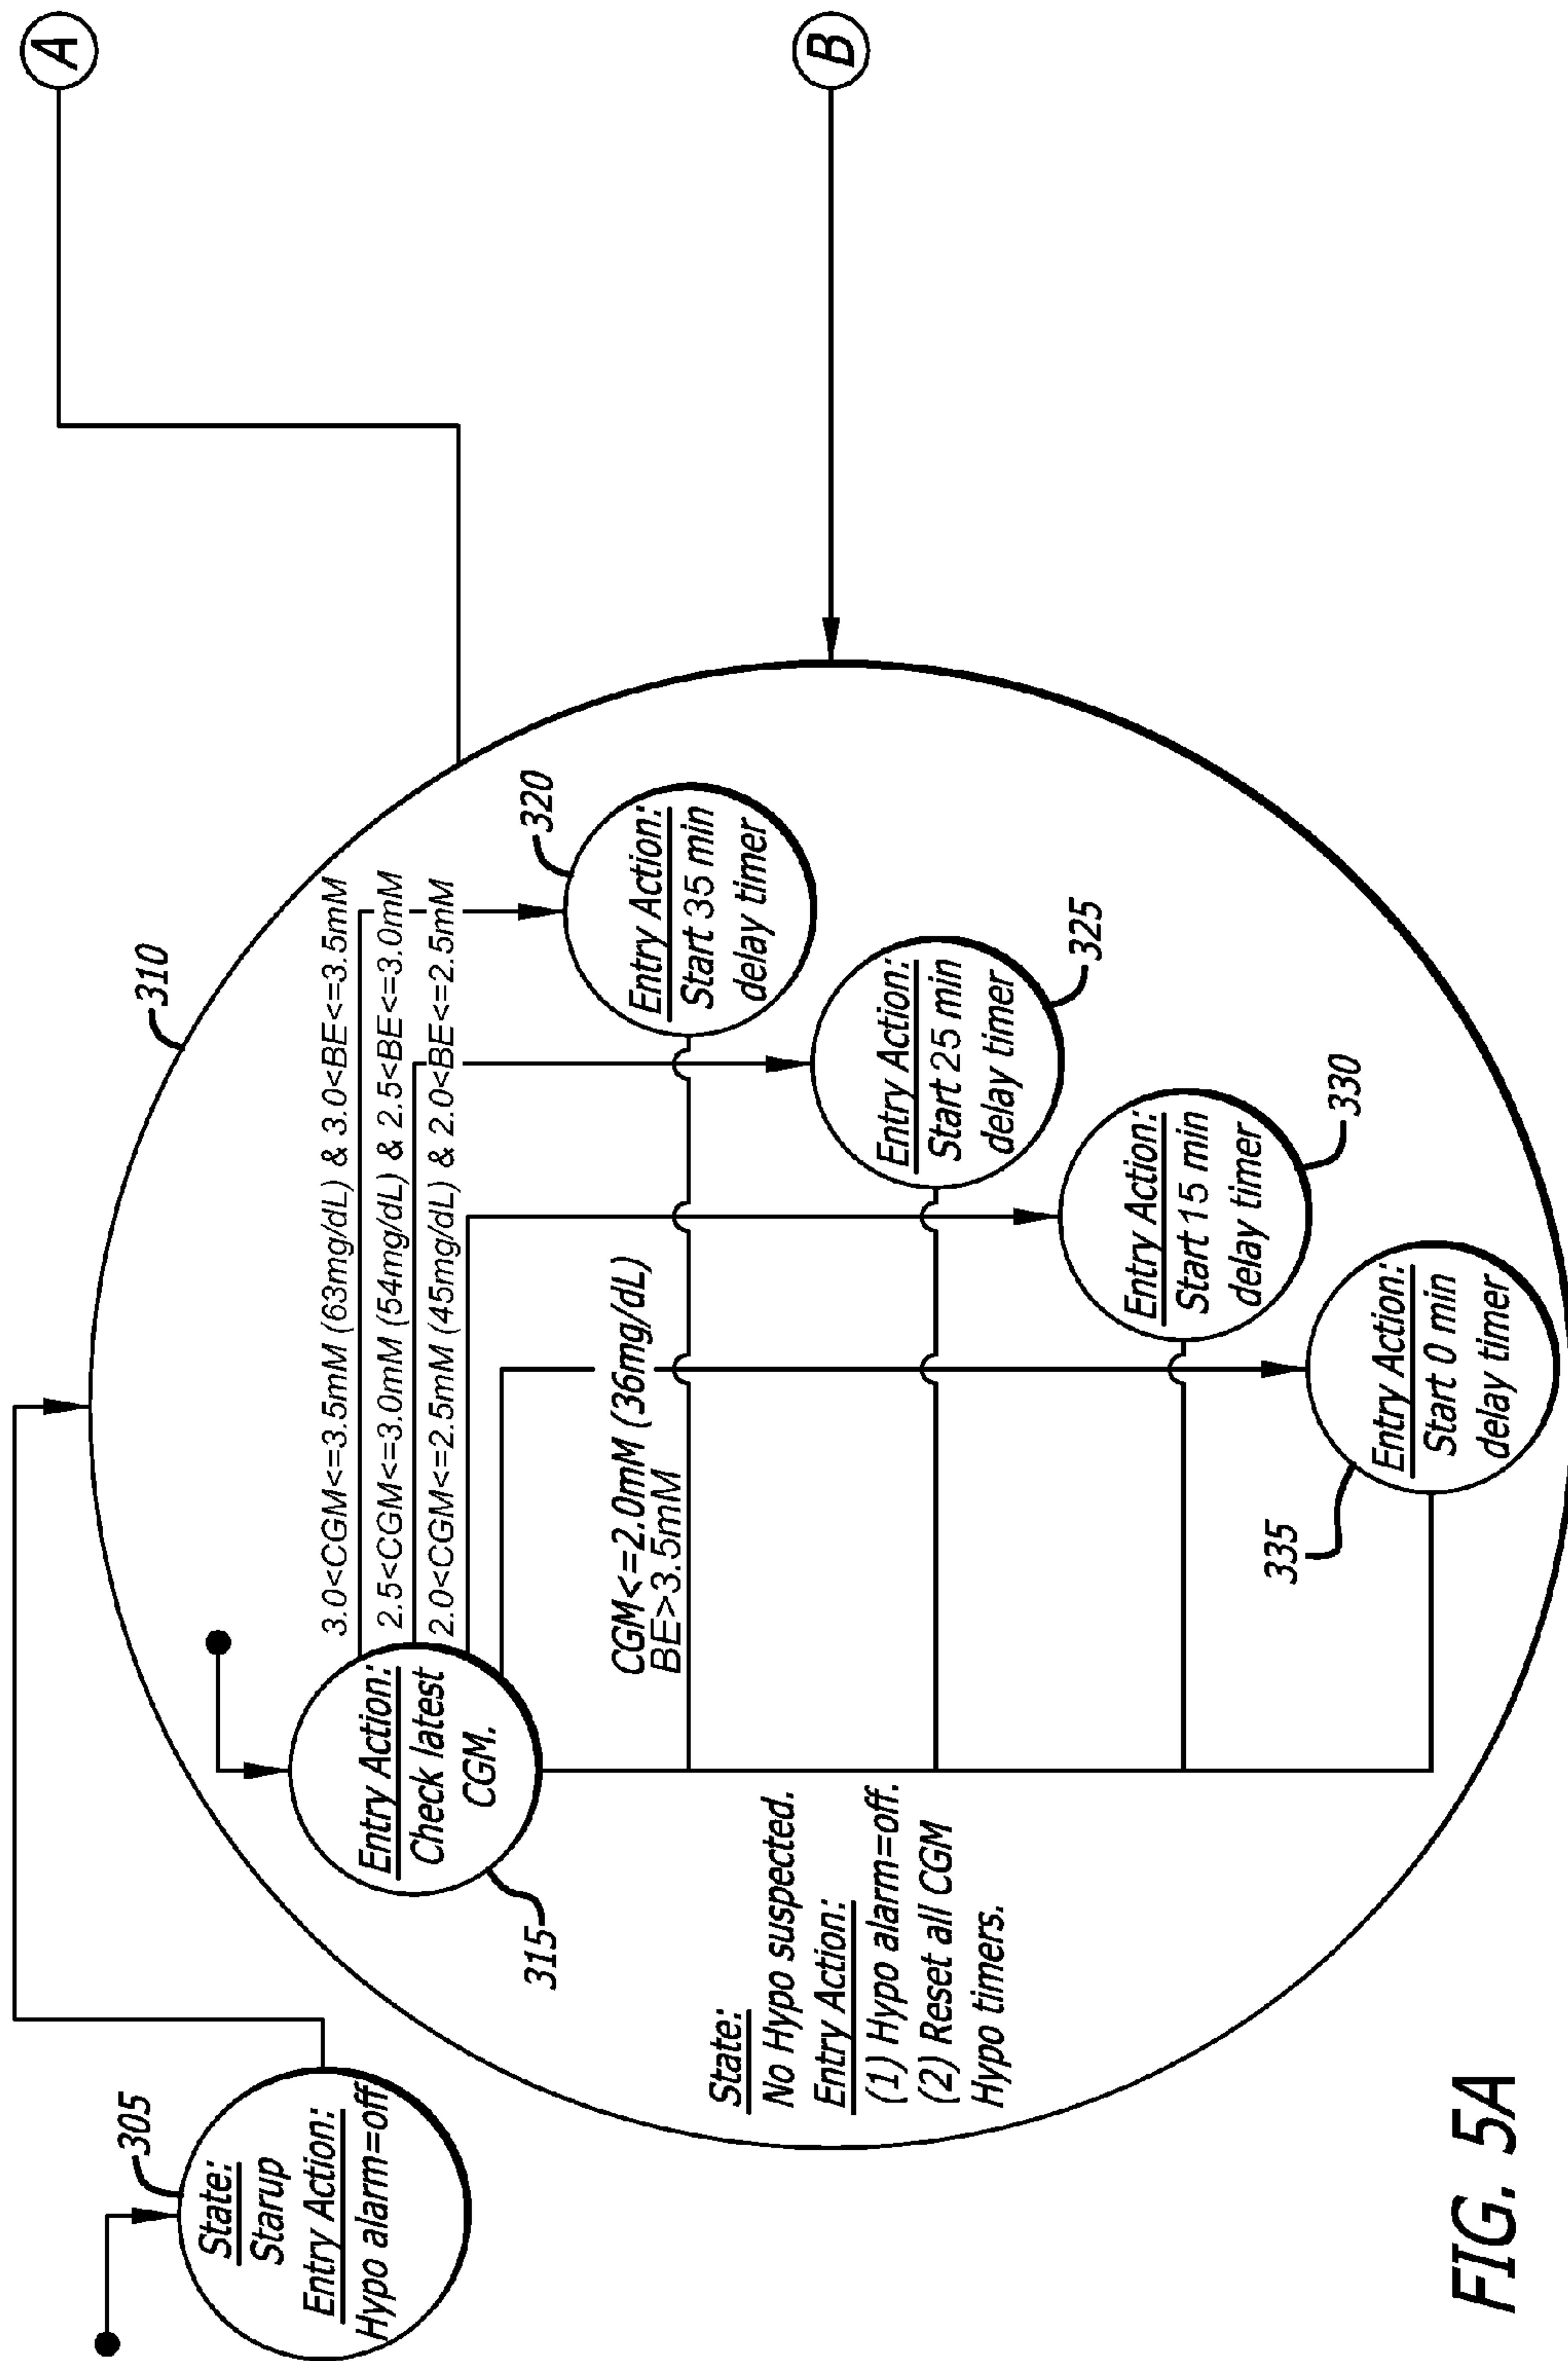 305
State:
Starup
Entry Action:
Hypo alarm=off
310
315
Entry Action:
Check latest
CGM.
3.0<CGM<=3.5mM (63mg/dL) & 3.0<BE<=3.5mM
2.5<CGM<=3.0mM (54mg/dL) & 2.5<BE<=3.0mM
2.0<CGM<=2.5mM (45mg/dL) & 2.0<BE<=2.5mM
CGM<=2.0mM (36mg/dL)
BE>3.5mM
320
Entry Action:
Start 35 min
delay timer
325
Entry Action:
Start 25 min
delay timer
330
Entry Action:
Start 15 min
delay timer
335
Entry Action:
Start 0 min
delay timer
State:
No Hypo suspected.
Entry Action:
(1) Hypo alarm=off.
(2) Reset all CGM
Hypo timers.
A
B
FIG. 5A